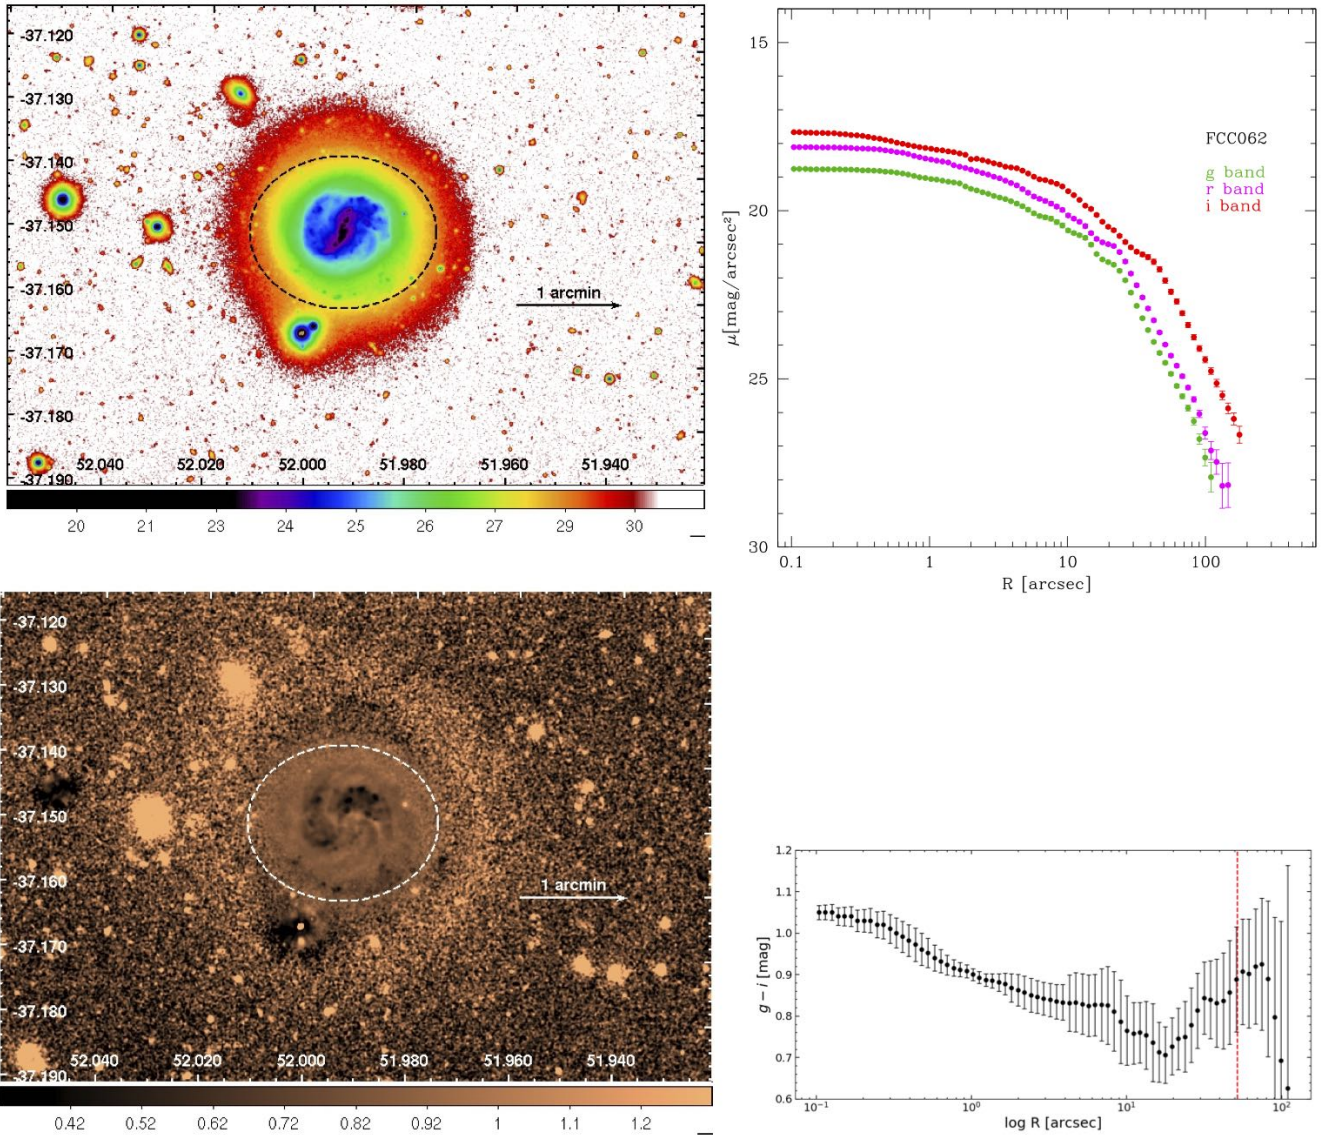 -37.120
-37.130
-37.140
-37.150
-37.160
-37.170
-37.180
-37.190
1 arcmin
52.040 52.020 52.000 51.980 51.960 51.940
20 21 23 24 25 26 27 29 30
15
20
25
30
μ[mag/arcsec²]
FCC062
g band
r band
i band
0.1 1 10 100
R [arcsec]
-37.120
-37.130
-37.140
-37.150
-37.160
-37.170
-37.180
-37.190
1 arcmin
52.040 52.020 52.000 51.980 51.960 51.940
0.42 0.52 0.62 0.72 0.82 0.92 1 1.1 1.2
1.2
1.1
1.0
0.9
0.8
0.7
0.6
g − i [mag]
10⁻¹ 10⁰ 10¹ 10²
log R [arcsec]